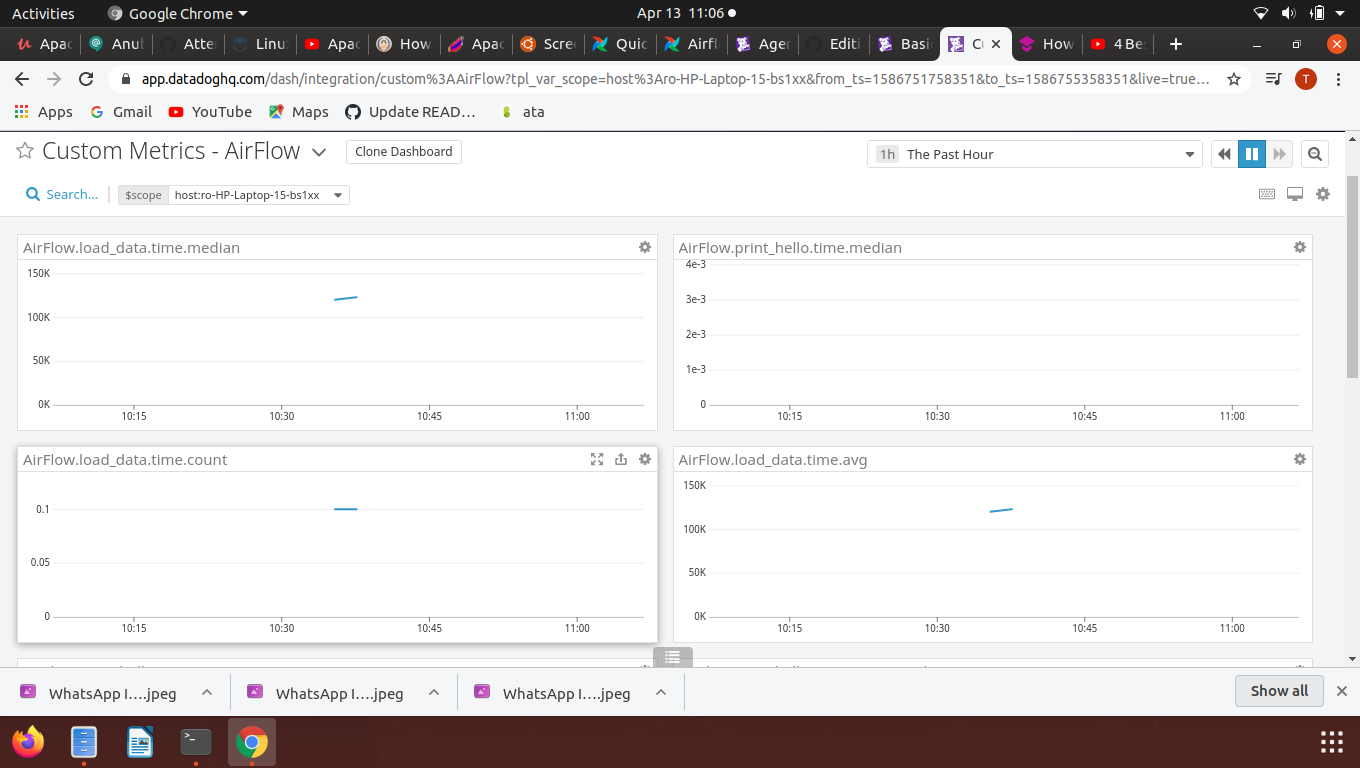 Activities
Google Chrome
Apr 13 11:06
Apac
Anub
Atte
Linu
Apac
How
Apac
Scre
Quic
Airfl
Agen
Editi
Basi
How
4 Be
app.datadoghq.com/dash/integration/custom%3AAirFlow?tpl_var_scope=host%3Aro-HP-Laptop-15-bs1xx&from_ts=1586751758351&to_ts=1586755358351&live=true...
T
Apps
Gmail
YouTube
Maps
Update READ...
ata
Custom Metrics - AirFlow
Clone Dashboard
1h The Past Hour
Search...
$scope host:ro-HP-Laptop-15-bs1xx
AirFlow.load_data.time.median
150K
100K
50K
0K
10:15 10:30 10:45 11:00
AirFlow.print_hello.time.median
4e-3
3e-3
2e-3
1e-3
0
10:15 10:30 10:45 11:00
AirFlow.load_data.time.count
0.1
0.05
0
10:15 10:30 10:45 11:00
AirFlow.load_data.time.avg
150K
100K
50K
0K
10:15 10:30 10:45 11:00
WhatsApp I....jpeg
WhatsApp I....jpeg
WhatsApp I....jpeg
Show all